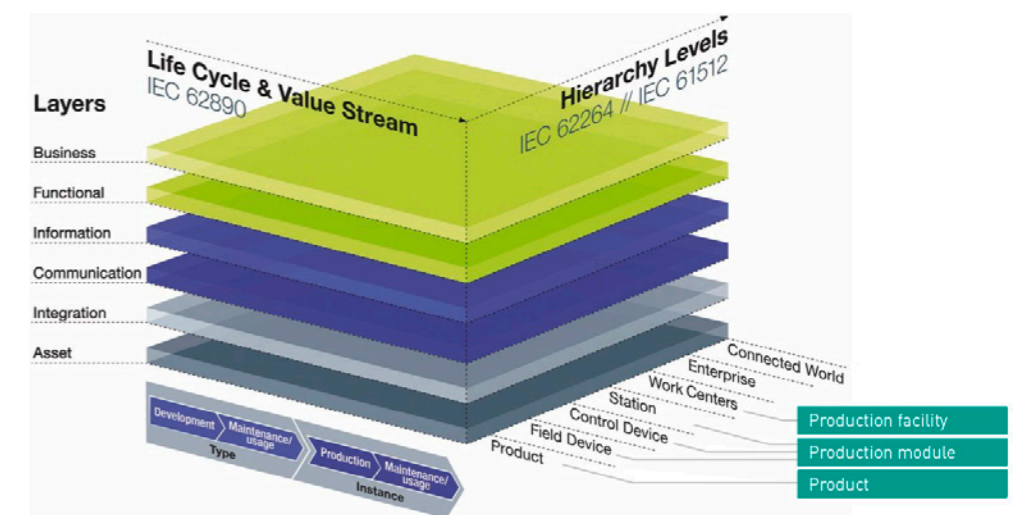 Life Cycle & Value Stream
IEC 62890
Hierarchy Levels
IEC 62264 // IEC 61512
Layers
Business
Functional
Information
Communication
Integration
Asset
Development
Maintenance/
usage
Type
Production
Maintenance/
usage
Instance
Connected World
Enterprise
Work Centers
Station
Control Device
Field Device
Product
Production facility
Production module
Product